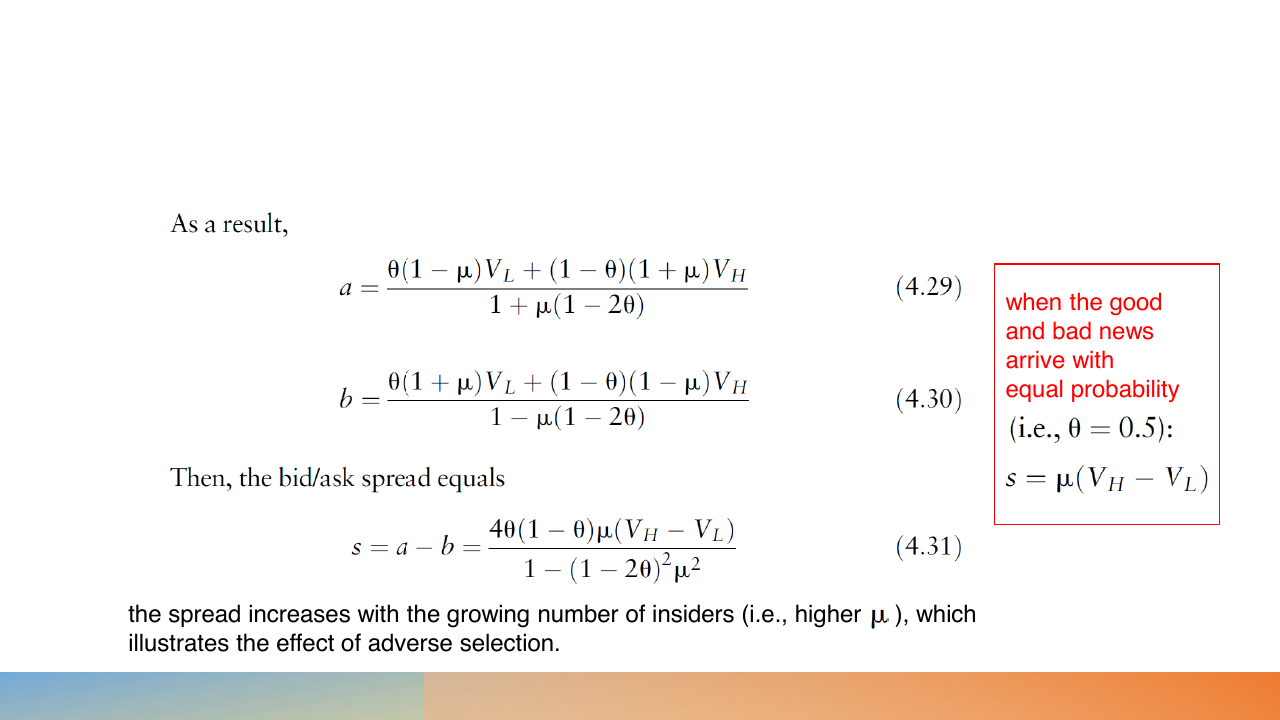 As a result,
a = θ(1 − μ)V_L + (1 − θ)(1 + μ)V_H / 1 + μ(1 − 2θ) (4.29)
b = θ(1 + μ)V_L + (1 − θ)(1 − μ)V_H / 1 − μ(1 − 2θ) (4.30)
Then, the bid/ask spread equals
s = a − b = 4θ(1 − θ)μ(V_H − V_L) / 1 − (1 − 2θ)²μ² (4.31)
the spread increases with the growing number of insiders (i.e., higher μ ), which
illustrates the effect of adverse selection.
when the good
and bad news
arrive with
equal probability
(i.e., θ = 0.5):
s = μ(V_H − V_L)